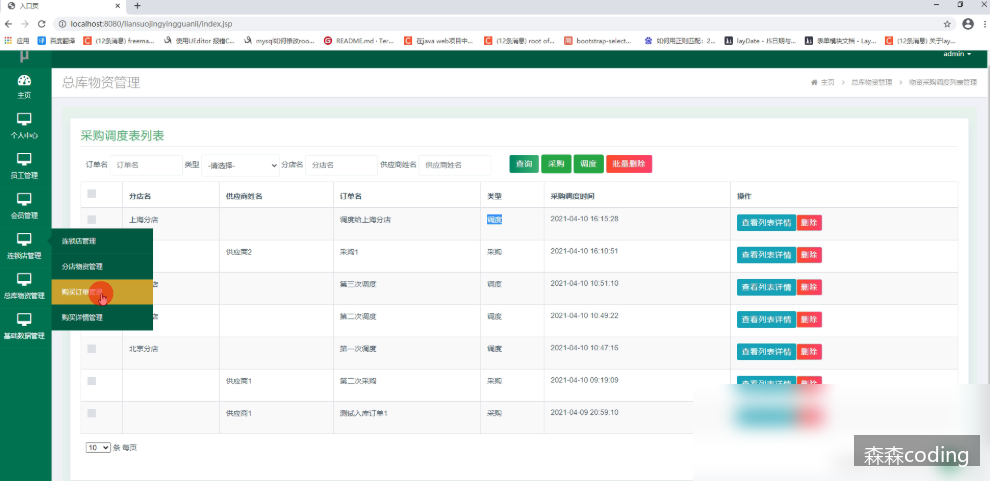 入口页
localhost:8080/liansuojingyingguanli/index.jsp
应用
百度翻译
(12条消息) freema...
使用UEditor 报错C...
mysql如何修改roo...
README.md · Ter...
在java web项目中...
(12条消息) root of...
bootstrap-select...
如何用正则匹配：2...
layDate - JS日期与...
表单模块文档 - Lay...
(12条消息) 关于lay...
admin
主页
个人中心
员工管理
会员管理
连锁店管理
总库物资管理
基础数据管理
连锁店管理
分店物资管理
购买订单
购买详情管理
总库物资管理
主页 > 总库物资管理 > 物资采购调度列表管理
采购调度表列表
订单名 订单名 类型 -请选择- 分店名 分店名 供应商姓名 供应商姓名 查询 采购 调度 批量删除
分店名 供应商姓名 订单名 类型 采购调度时间 操作
上海分店 调度给上海分店 调度 2021-04-10 16:15:28 查看列表详情 删除
供应商2 采购1 采购 2021-04-10 16:10:51 查看列表详情 删除
店 第三次调度 调度 2021-04-10 10:51:10 查看列表详情 删除
店 第二次调度 调度 2021-04-10 10:49:22 查看列表详情 删除
北京分店 第一次调度 调度 2021-04-10 10:47:15 查看列表详情 删除
供应商1 第二次采购 采购 2021-04-10 09:19:09 查看列表详情 删除
供应商1 测试入库订单1 采购 2021-04-09 20:59:10
10 条 每页
森森coding